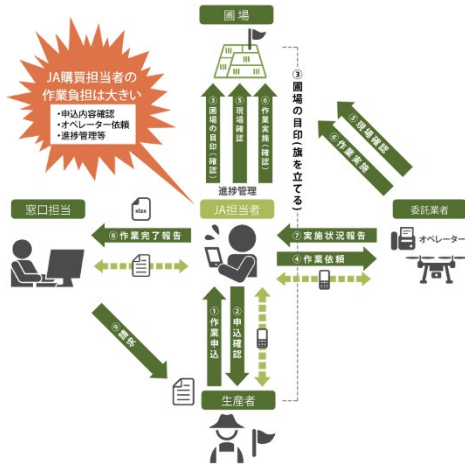 圃場
JA購買担当者の
作業負担は大きい
・申込内容確認
・オペレーター依頼
・進捗管理等
③圃場の目印(確認)
⑤現場確認
⑥作業実施(確認)
③圃場の目印(旗を立てる)
⑤現場確認
⑥作業実施
進捗管理
窓口担当
JA担当者
委託業者
xlsx
⑧作業完了報告
⑦実施状況報告
オペレーター
④作業依頼
①作業申込
②申込確認
⑨請求
生産者